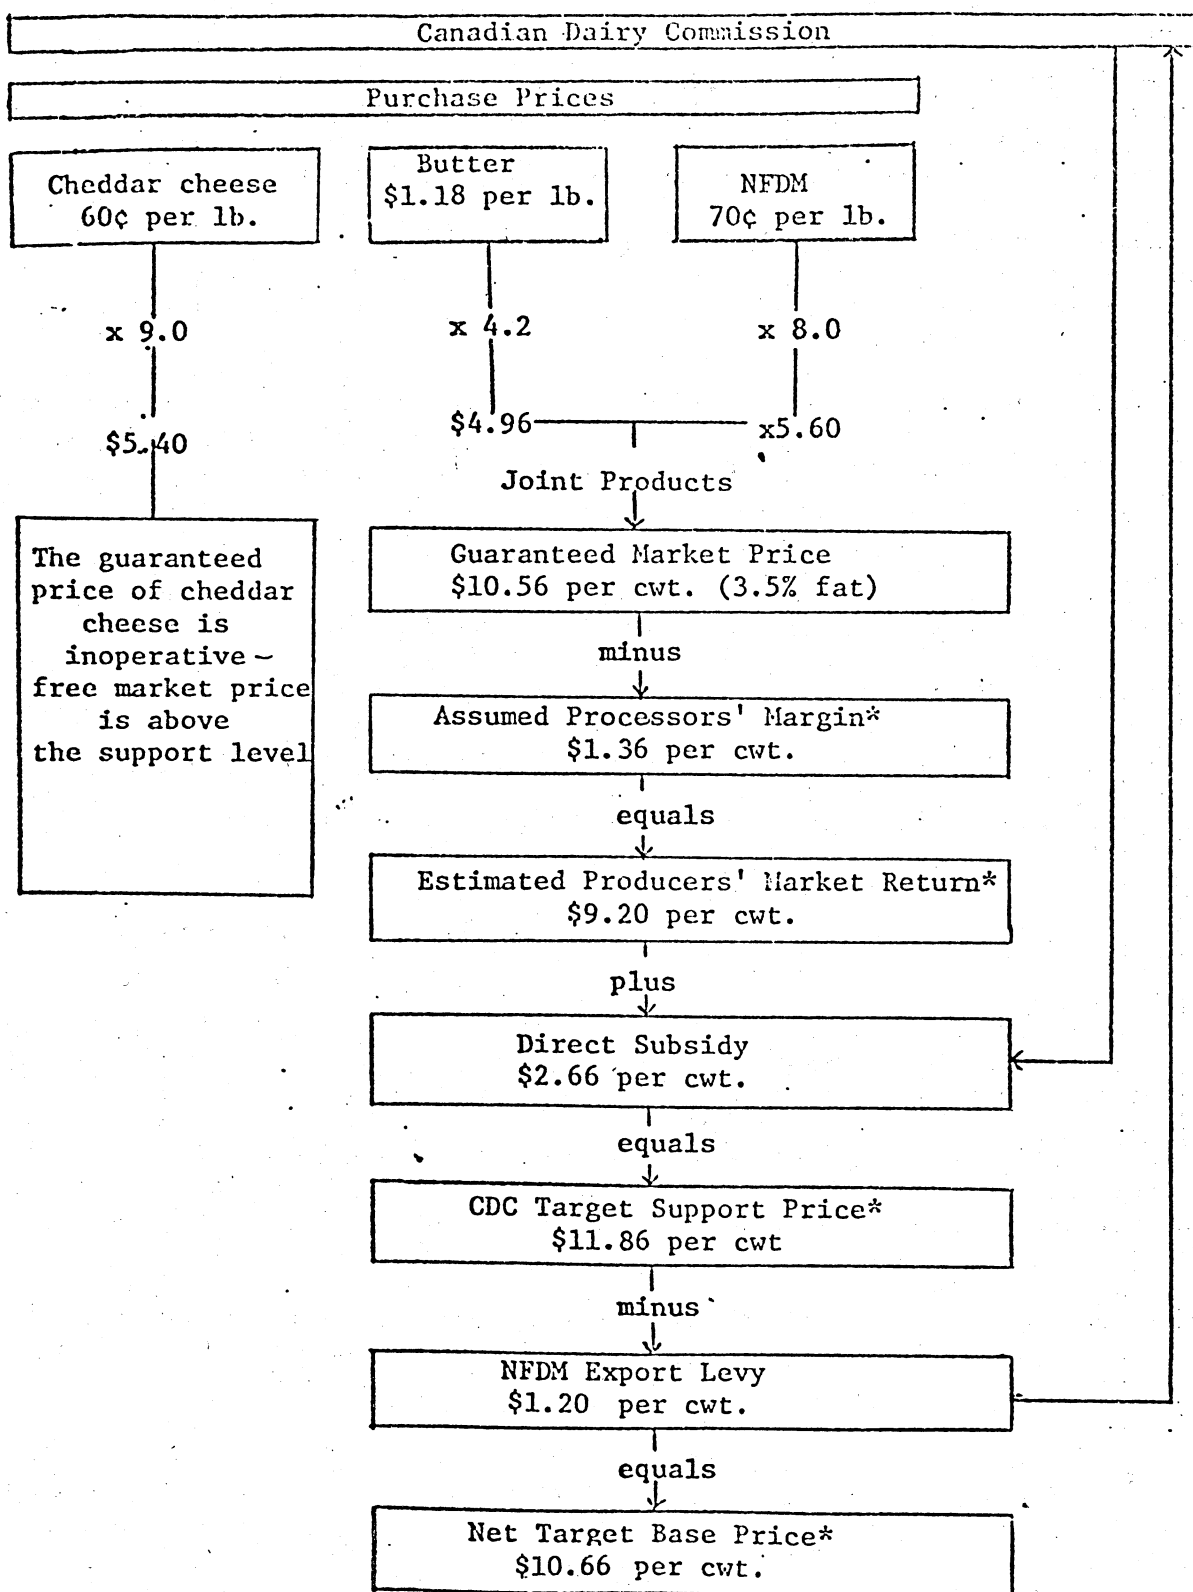 Canadian Dairy Commission
Purchase Prices
Cheddar cheese
60¢ per lb.
Butter
$1.18 per lb.
NFDM
70¢ per lb.
x 9.0
x 4.2
x 8.0
$5.40
$4.96
x5.60
Joint Products
The guaranteed
price of cheddar
cheese is
inoperative –
free market price
is above
the support level
Guaranteed Market Price
$10.56 per cwt. (3.5% fat)
minus
Assumed Processors' Margin*
$1.36 per cwt.
equals
Estimated Producers' Market Return*
$9.20 per cwt.
plus
Direct Subsidy
$2.66 per cwt.
equals
CDC Target Support Price*
$11.86 per cwt
minus
NFDM Export Levy
$1.20 per cwt.
equals
Net Target Base Price*
$10.66 per cwt.